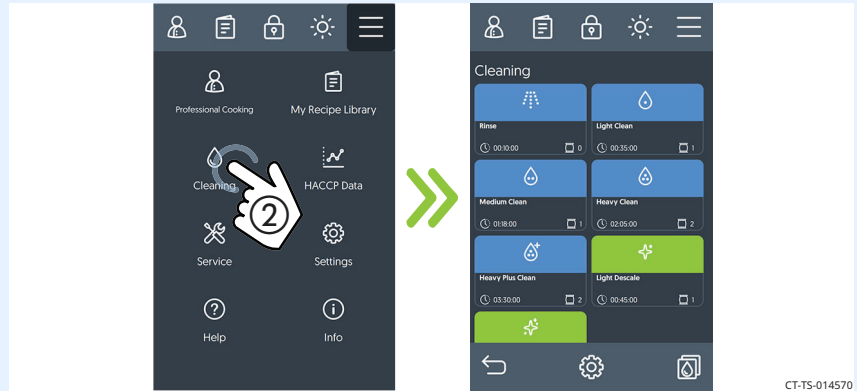 Professional Cooking
My Recipe Library
Cleaning
HACCP Data
2
Service
Settings
Help
Info
Cleaning
Rinse
00:10:00
0
Light Clean
00:35:00
1
Medium Clean
01:18:00
1
Heavy Clean
02:05:00
2
Heavy Plus Clean
03:30:00
2
Light Descale
00:45:00
1
CT-TS-014570